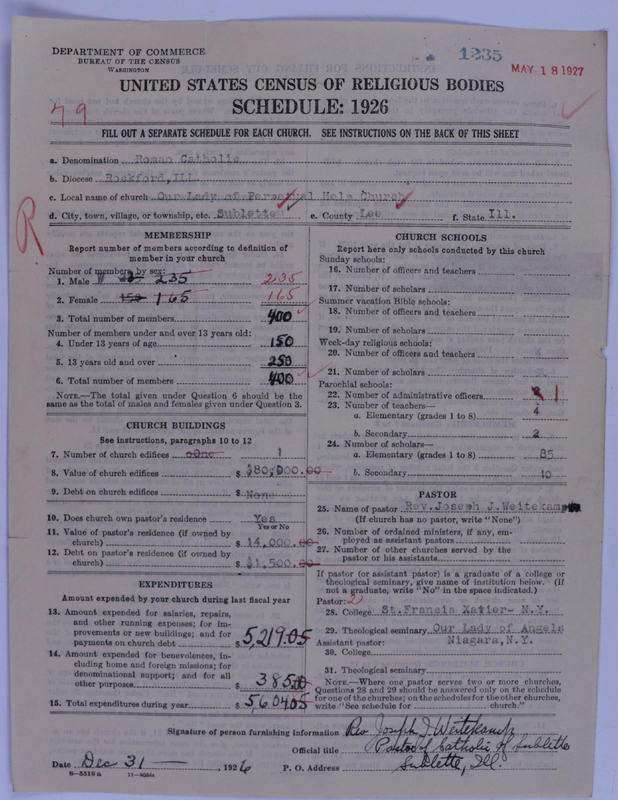 DEPARTMENT OF COMMERCE
BUREAU OF THE CENSUS
WASHINGTON
1235
MAY 18 1927
UNITED STATES CENSUS OF RELIGIOUS BODIES
SCHEDULE: 1926
79
FILL OUT A SEPARATE SCHEDULE FOR EACH CHURCH. SEE INSTRUCTIONS ON THE BACK OF THIS SHEET
a. Denomination Roman Catholic
b. Diocese Rockford, ILL
c. Local name of church Our Lady of Perpetual Help Church
d. City, town, village, or township, etc. Sublette e. County Lee f. State Ill.
R
MEMBERSHIP
Report number of members according to definition of member in your church
Number of members by sex:
1. Male 235 235
2. Female 165 165
3. Total number of members 400
Number of members under and over 13 years old:
4. Under 13 years of age 150
5. 13 years old and over 250
6. Total number of members 400
NOTE.—The total given under Question 6 should be the same as the total of males and females given under Question 3.
CHURCH BUILDINGS
See instructions, paragraphs 10 to 12
7. Number of church edifices One 1
8. Value of church edifices $ $80,000.00
9. Debt on church edifices $ None
10. Does church own pastor's residence Yes
Yes or No
11. Value of pastor's residence (if owned by church) $ 14,000.00
12. Debt on pastor's residence (if owned by church) $ $1,500.00
EXPENDITURES
Amount expended by your church during last fiscal year
13. Amount expended for salaries, repairs, and other running expenses; for improvements or new buildings; and for payments on church debt $ 5,219.05
14. Amount expended for benevolences, including home and foreign missions; for denominational support; and for all other purposes $ 385.00
15. Total expenditures during year $ 5,604.05
CHURCH SCHOOLS
Report here only schools conducted by this church
Sunday schools:
16. Number of officers and teachers
17. Number of scholars
Summer vacation Bible schools:
18. Number of officers and teachers
19. Number of scholars
Week-day religious schools:
20. Number of officers and teachers
21. Number of scholars
Parochial schools:
22. Number of administrative officers 1
23. Number of teachers—
a. Elementary (grades 1 to 8) 4
b. Secondary 2
24. Number of scholars—
a. Elementary (grades 1 to 8) 85
b. Secondary 10
PASTOR
25. Name of pastor Rev. Joseph J. Weitekamp
(If church has no pastor, write "None")
26. Number of ordained ministers, if any, employed as assistant pastors
27. Number of other churches served by the pastor or his assistants
If pastor (or assistant pastor) is a graduate of a college or theological seminary, give name of institution below. (If not a graduate, write "No" in the space indicated.)
Pastor: 2
28. College St. Francis Xavier- N.Y.
29. Theological seminary Our Lady of Angels
Assistant pastor: Niagara, N.Y.
30. College
31. Theological seminary
NOTE.—Where one pastor serves two or more churches, Questions 28 and 29 should be answered only on the schedule for one of the churches; on the schedules for the other churches, write "See schedule for church."
Signature of person furnishing information Rev Joseph J. Weitekamp
Official title Pastor of Catholic of Sublette
Date Dec 31 —, 1926 P. O. Address Sublette, Ill.